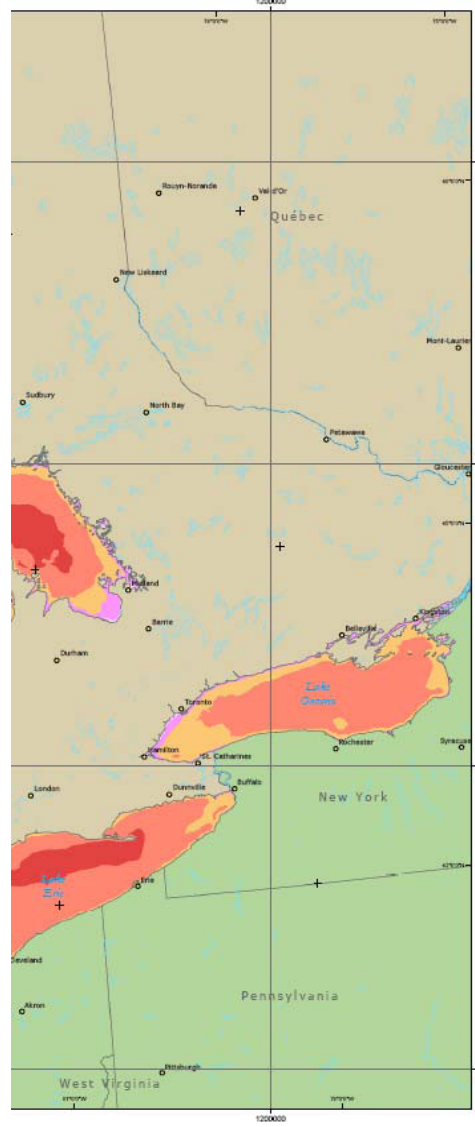 1200000
Rouyn-Noranda
Val-d'Or
Québec
New Liskeard
Mont-Laurier
Sudbury
North Bay
Petawawa
Gloucester
Midland
Barrie
Kingston
Belleville
Durham
Lake
Ontario
Toronto
Hamilton
St. Catharines
Rochester
Syracuse
London
Dunnville
Buffalo
New York
Lake
Erie
Erie
Cleveland
Akron
Pennsylvania
Pittsburgh
West Virginia
1200000